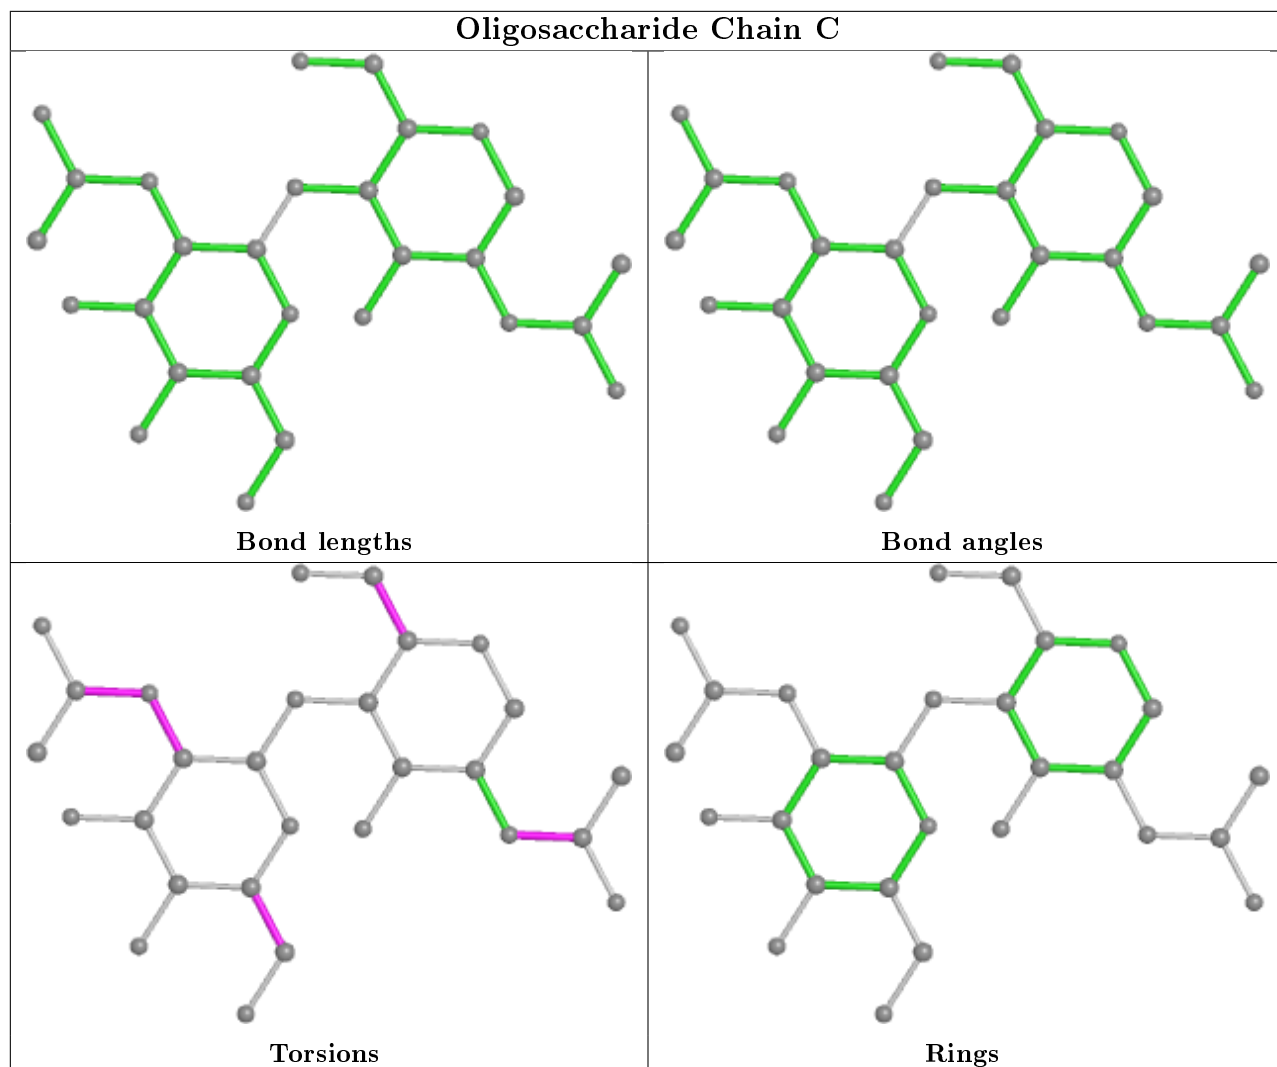 Oligosaccharide Chain C
Bond lengths
Bond angles
Torsions
Rings